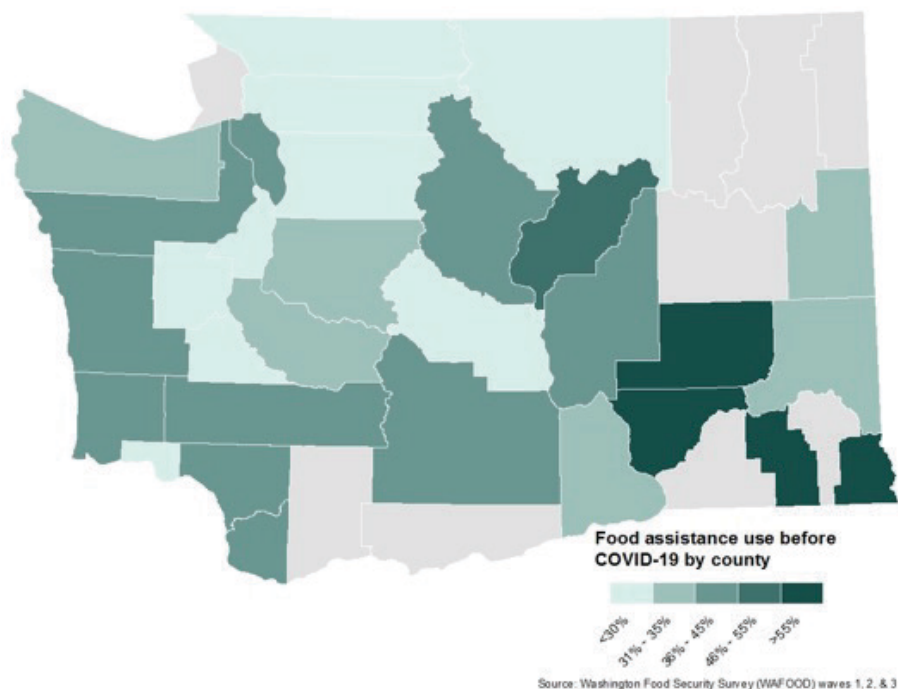 Food assistance use before
COVID-19 by county
<30%
31% - 35%
36% - 45%
46% - 55%
>55%
Source: Washington Food Security Survey (WAFOOD) waves 1, 2, & 3